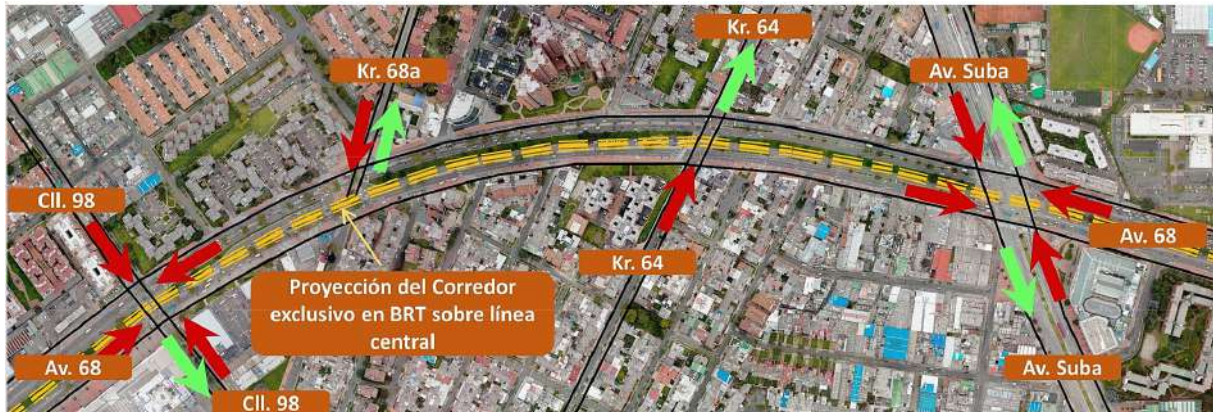 Kr. 64
Kr. 68a
Av. Suba
Cll. 98
Kr. 64
Av. 68
Proyección del Corredor
exclusivo en BRT sobre línea
central
Av. 68
Av. Suba
Cll. 98